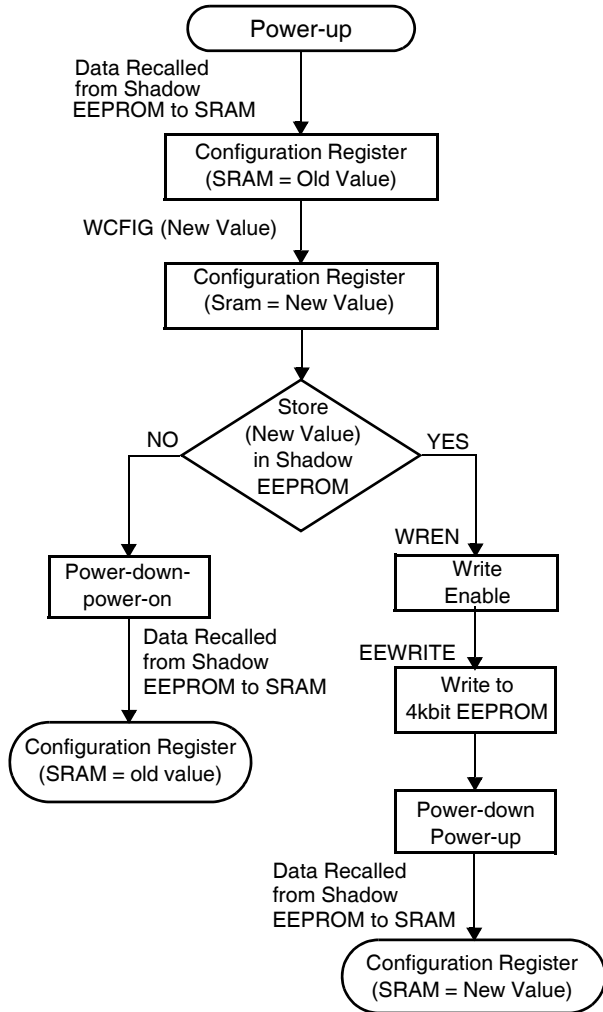 Power-up
Data Recalled
from Shadow
EEPROM to SRAM
Configuration Register
(SRAM = Old Value)
WCFIG (New Value)
Configuration Register
(Sram = New Value)
Store
(New Value)
in Shadow
EEPROM
NO
YES
Power-down-
power-on
Data Recalled
from Shadow
EEPROM to SRAM
Configuration Register
(SRAM = old value)
WREN
Write
Enable
EEWRITE
Write to
4kbit EEPROM
Power-down
Power-up
Data Recalled
from Shadow
EEPROM to SRAM
Configuration Register
(SRAM = New Value)